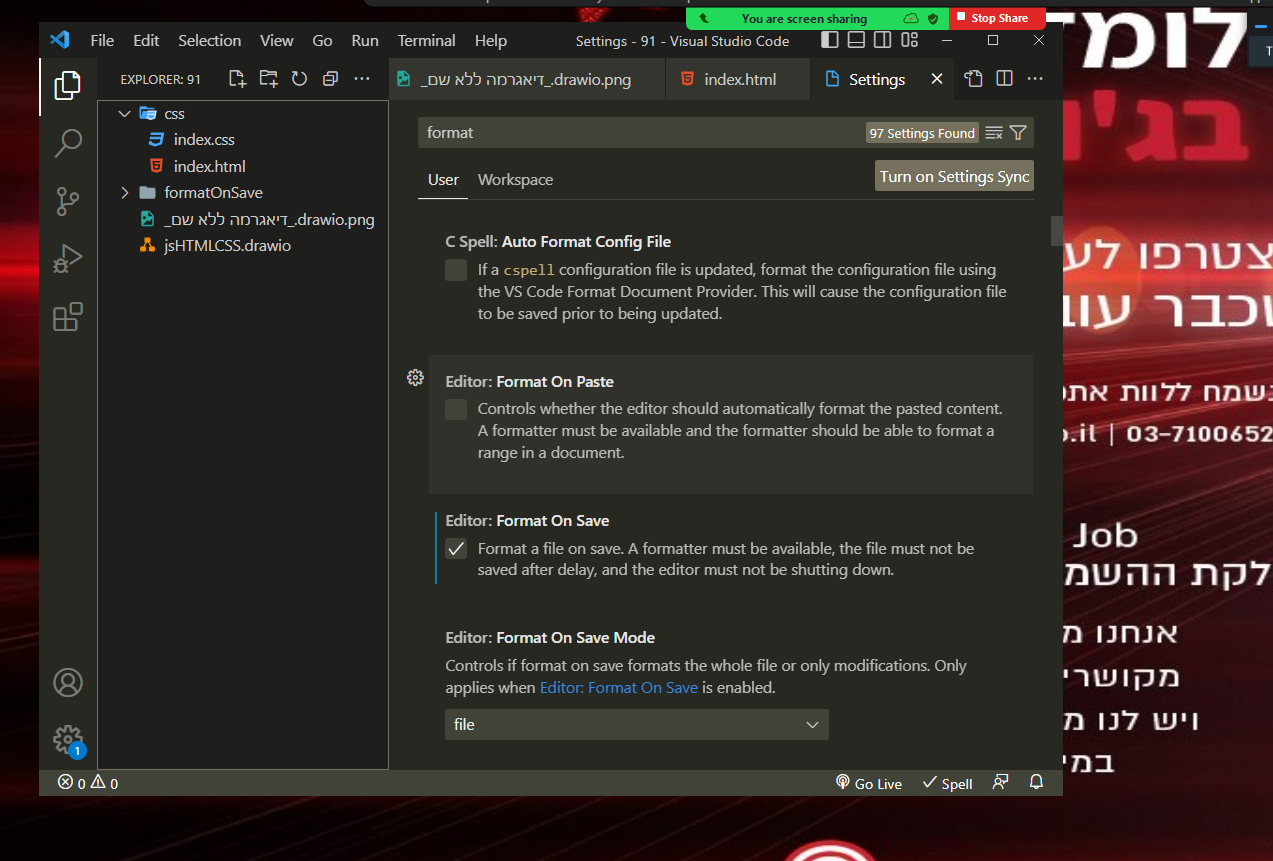 You are screen sharing
Stop Share
File Edit Selection View Go Run Terminal Help
Settings - 91 - Visual Studio Code
EXPLORER: 91
_דיאגרמה ללא שם_.drawio.png
index.html
Settings
css
index.css
index.html
formatOnSave
_דיאגרמה ללא שם_.drawio.png
jsHTMLCSS.drawio
format
97 Settings Found
User Workspace
Turn on Settings Sync
C Spell: Auto Format Config File
If a cspell configuration file is updated, format the configuration file using
the VS Code Format Document Provider. This will cause the configuration file
to be saved prior to being updated.
Editor: Format On Paste
Controls whether the editor should automatically format the pasted content.
A formatter must be available and the formatter should be able to format a
range in a document.
Editor: Format On Save
Format a file on save. A formatter must be available, the file must not be
saved after delay, and the editor must not be shutting down.
Editor: Format On Save Mode
Controls if format on save formats the whole file or only modifications. Only
applies when Editor: Format On Save is enabled.
file
1
0 0
Go Live
Spell
לומד
בג'ו
צטרפו לע
שכבר עוב
נשמח ללוות אתכ
o.il | 03-7100652
Job
לקת ההשמ
אנחנו מ
מקושרי
ויש לנו מ
במי